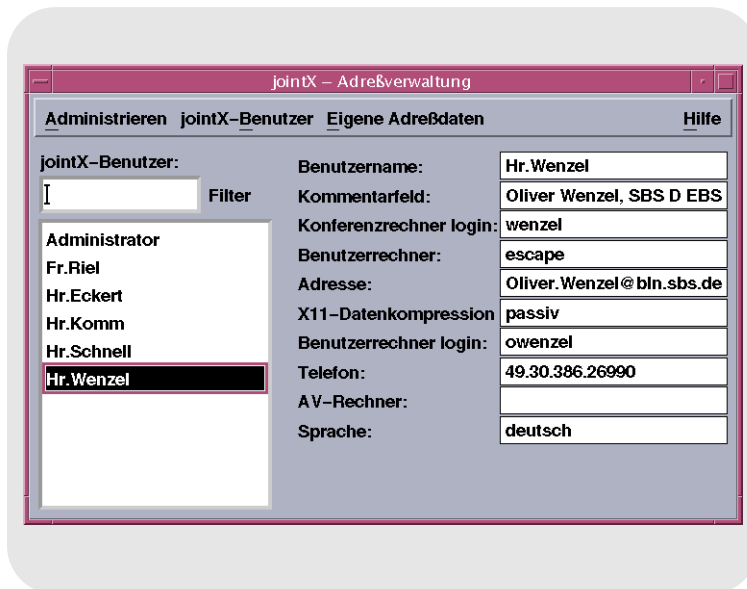 jointX – Adreßverwaltung
Administrieren jointX–Benutzer Eigene Adreßdaten Hilfe
jointX–Benutzer:
Filter
Administrator
Fr.Riel
Hr.Eckert
Hr.Komm
Hr.Schnell
Hr.Wenzel
Benutzername: Hr.Wenzel
Kommentarfeld: Oliver Wenzel, SBS D EBS
Konferenzrechner login: wenzel
Benutzerrechner: escape
Adresse: Oliver.Wenzel@bln.sbs.de
X11–Datenkompression passiv
Benutzerrechner login: owenzel
Telefon: 49.30.386.26990
AV–Rechner:
Sprache: deutsch